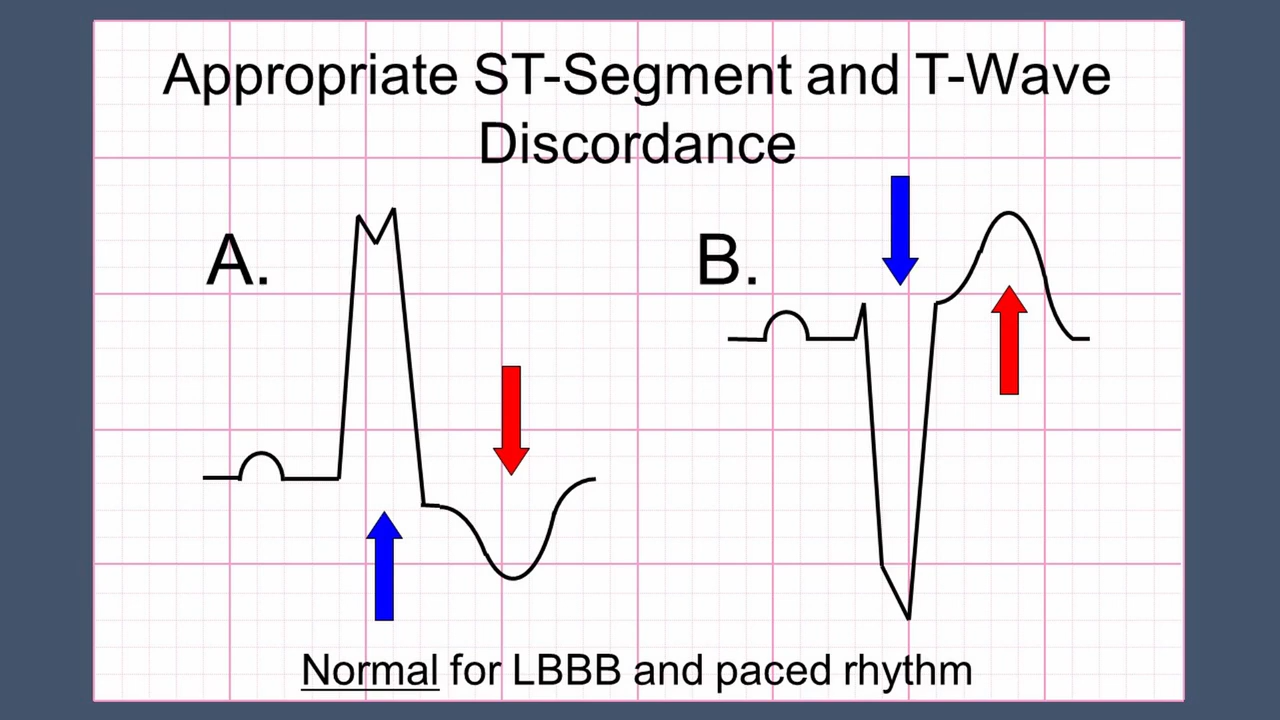 Appropriate ST-Segment and T-Wave
Discordance
A.
B.
Normal for LBBB and paced rhythm